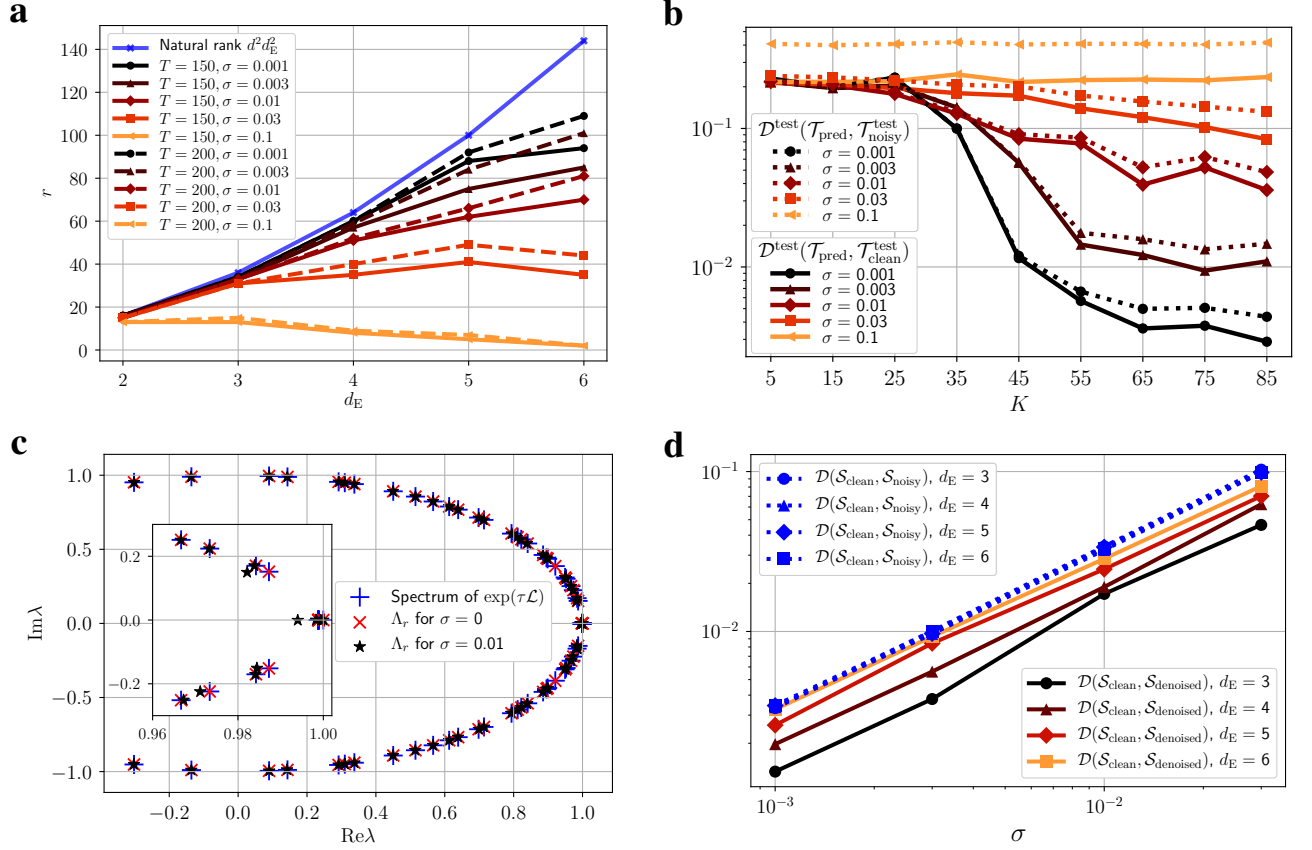 a
140
120
100
80
60
40
20
0
r
Natural rank d²d_E²
T = 150, σ = 0.001
T = 150, σ = 0.003
T = 150, σ = 0.01
T = 150, σ = 0.03
T = 150, σ = 0.1
T = 200, σ = 0.001
T = 200, σ = 0.003
T = 200, σ = 0.01
T = 200, σ = 0.03
T = 200, σ = 0.1
2 3 4 5 6
d_E
b
10⁻¹
10⁻²
𝒟^test(𝒯_pred, 𝒯_noisy^test)
σ = 0.001
σ = 0.003
σ = 0.01
σ = 0.03
σ = 0.1
𝒟^test(𝒯_pred, 𝒯_clean^test)
σ = 0.001
σ = 0.003
σ = 0.01
σ = 0.03
σ = 0.1
5 15 25 35 45 55 65 75 85
K
c
1.0
0.5
0.0
−0.5
−1.0
Imλ
0.2
0.0
−0.2
0.96 0.98 1.00
Spectrum of exp(τℒ)
Λ_r for σ = 0
Λ_r for σ = 0.01
−0.2 0.0 0.2 0.4 0.6 0.8 1.0
Reλ
d
10⁻¹
10⁻²
𝒟(𝒮_clean, 𝒮_noisy), d_E = 3
𝒟(𝒮_clean, 𝒮_noisy), d_E = 4
𝒟(𝒮_clean, 𝒮_noisy), d_E = 5
𝒟(𝒮_clean, 𝒮_noisy), d_E = 6
𝒟(𝒮_clean, 𝒮_denoised), d_E = 3
𝒟(𝒮_clean, 𝒮_denoised), d_E = 4
𝒟(𝒮_clean, 𝒮_denoised), d_E = 5
𝒟(𝒮_clean, 𝒮_denoised), d_E = 6
10⁻³ 10⁻²
σ